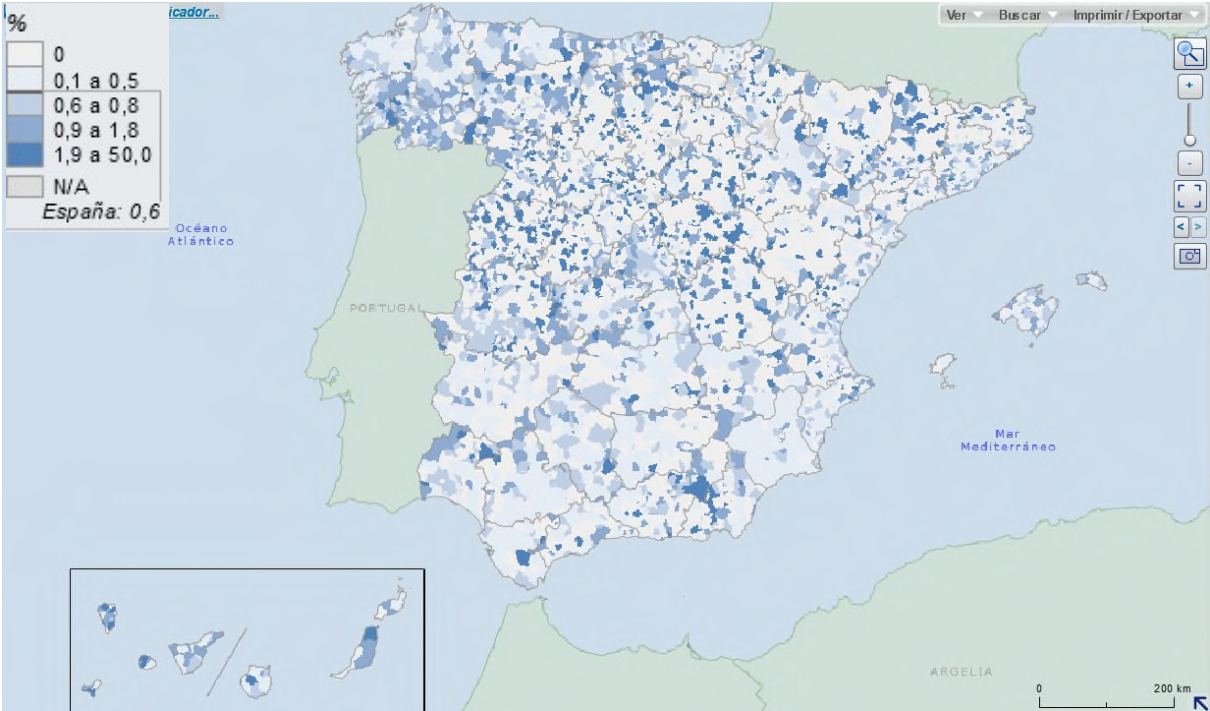 icador...
Ver Buscar Imprimir / Exportar
%
0
0,1 a 0,5
0,6 a 0,8
0,9 a 1,8
1,9 a 50,0
N/A
España: 0,6
+
-
< >
Océano
Atlántico
PORTUGAL
Mar
Mediterráneo
ARGELIA
0 200 km